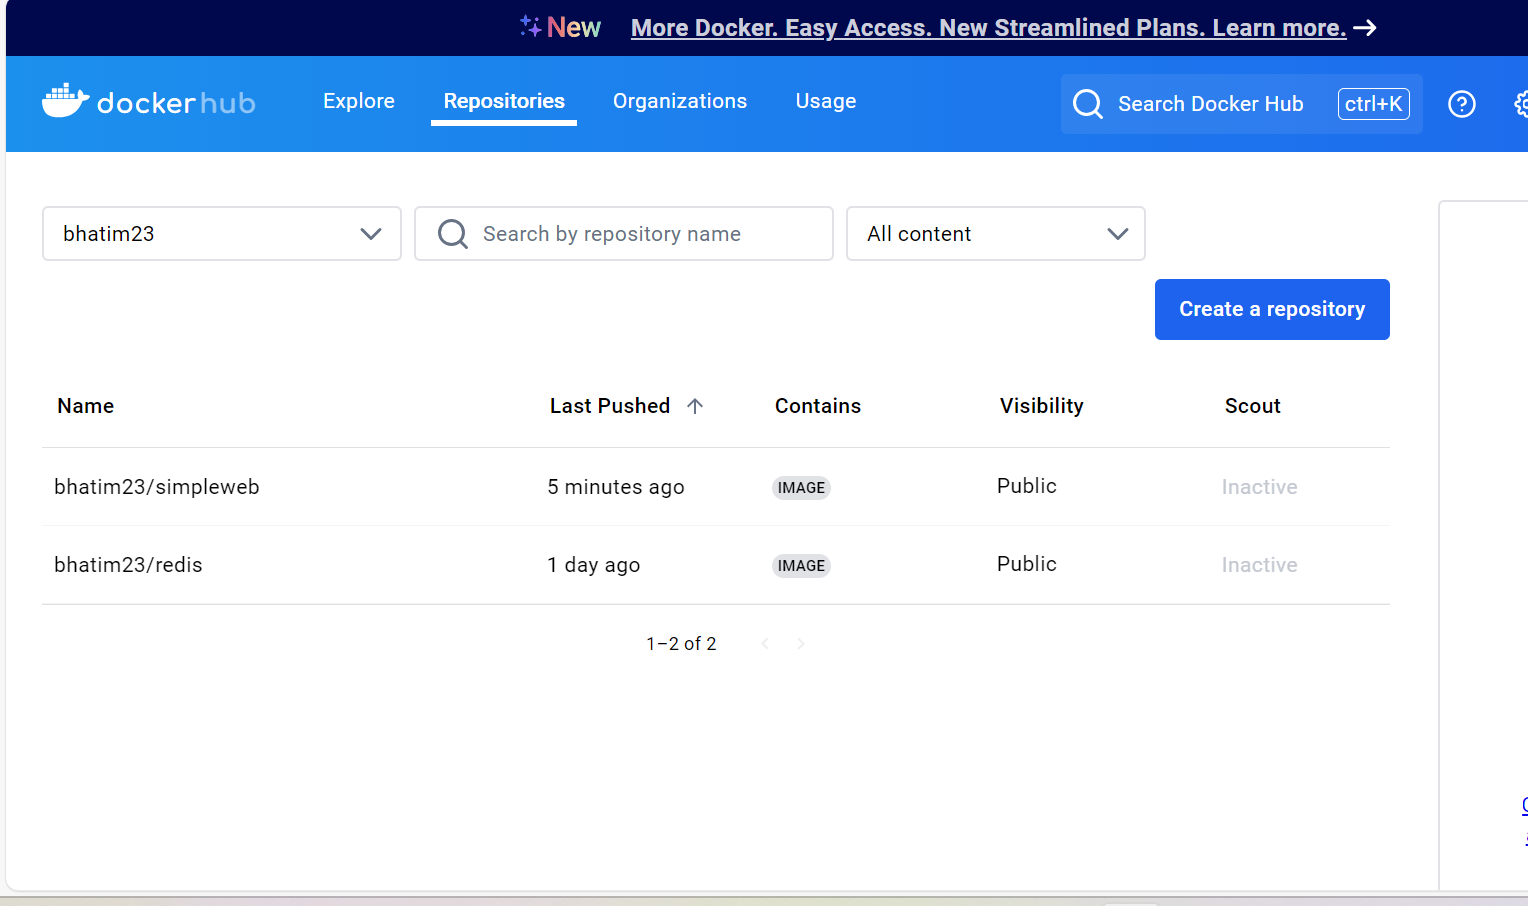 New More Docker. Easy Access. New Streamlined Plans. Learn more.
docker hub Explore Repositories Organizations Usage Search Docker Hub ctrl+K
bhatim23 Search by repository name All content
Create a repository
Name Last Pushed Contains Visibility Scout
bhatim23/simpleweb 5 minutes ago IMAGE Public Inactive
bhatim23/redis 1 day ago IMAGE Public Inactive
1–2 of 2